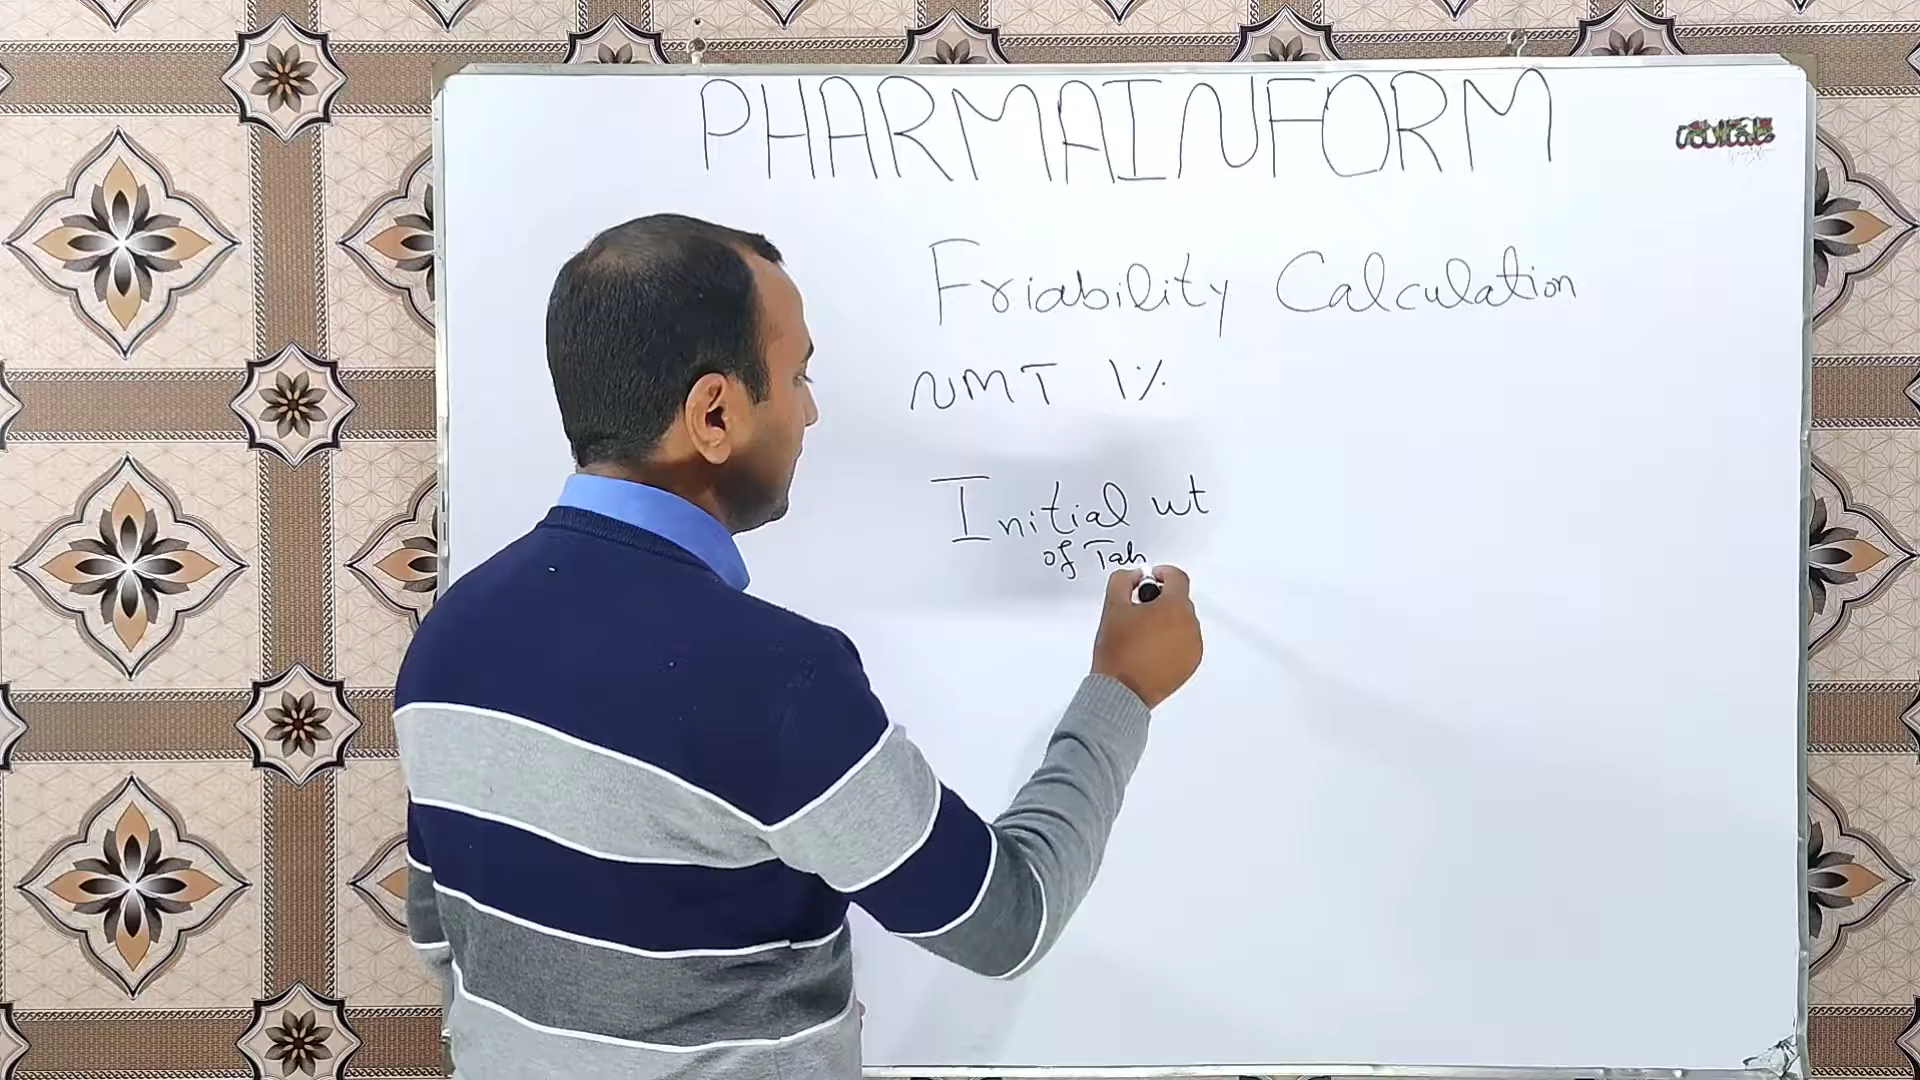 PHARMAINFORM
Friability Calculation
NMT 1%
Initial wt
of Tab